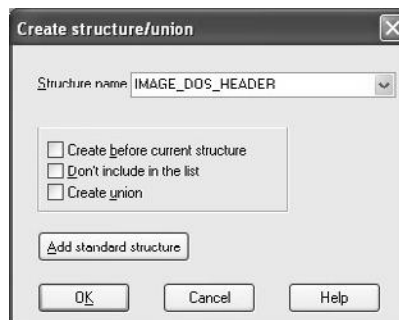 Create structure/union
Structure name IMAGE_DOS_HEADER
Create before current structure
Don't include in the list
Create union
Add standard structure
OK Cancel Help